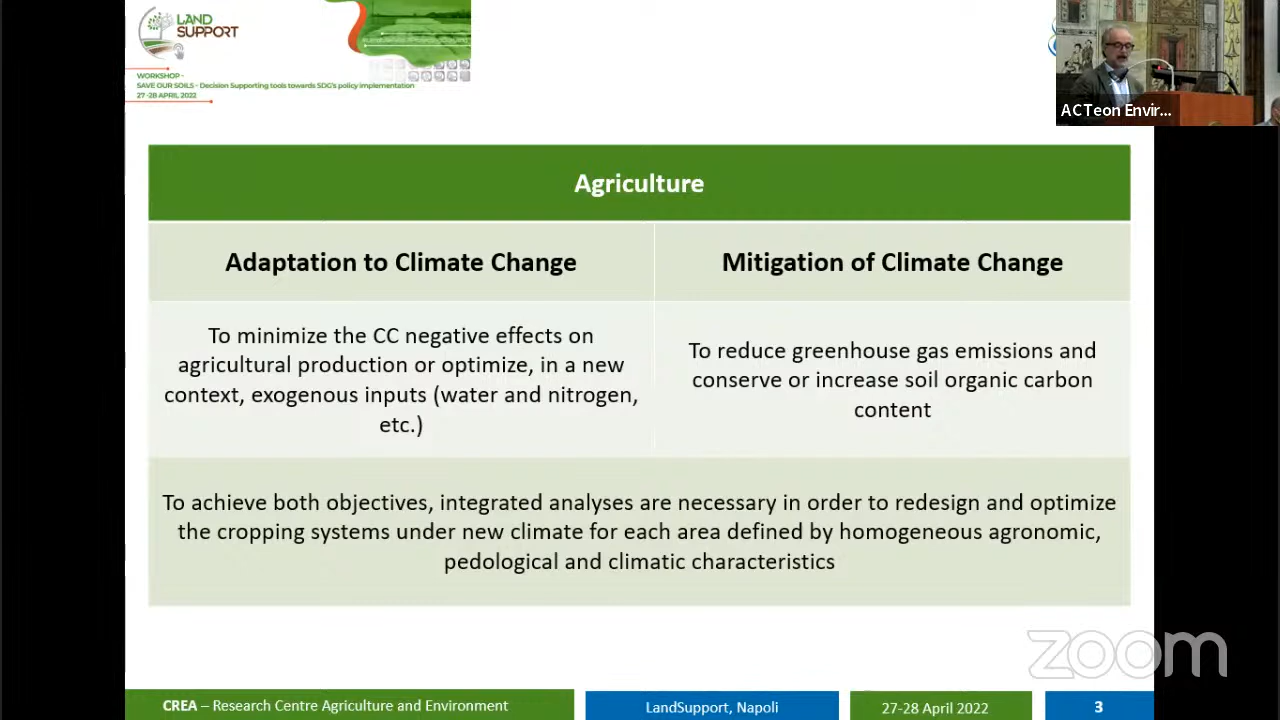 LAND
SUPPORT
WORKSHOP -
SAVE OUR SOILS - Decision Supporting tools towards SDG's policy implementation
27 -28 APRIL 2022
ACTeon Envir...
Agriculture
Adaptation to Climate Change
Mitigation of Climate Change
To minimize the CC negative effects on
agricultural production or optimize, in a new
context, exogenous inputs (water and nitrogen,
etc.)
To reduce greenhouse gas emissions and
conserve or increase soil organic carbon
content
To achieve both objectives, integrated analyses are necessary in order to redesign and optimize
the cropping systems under new climate for each area defined by homogeneous agronomic,
pedological and climatic characteristics
zoom
CREA – Research Centre Agriculture and Environment
LandSupport, Napoli
27-28 April 2022
3